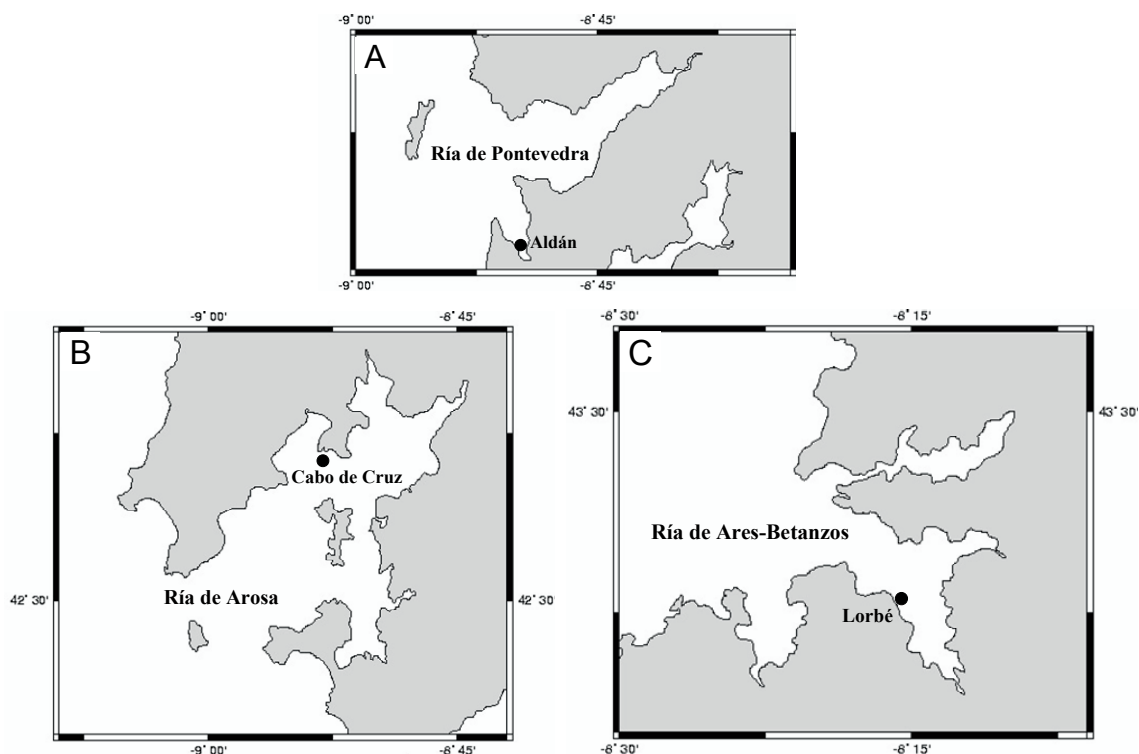 -9° 00'
-8° 45'
A
Ría de Pontevedra
Aldán
-9° 00'
-8° 45'
-9° 00'
-8° 45'
B
Cabo de Cruz
Ría de Arosa
42° 30'
42° 30'
-9° 00'
-8° 45'
-8° 30'
-8° 15'
C
43° 30'
43° 30'
Ría de Ares-Betanzos
Lorbé
-8° 30'
-8° 15'